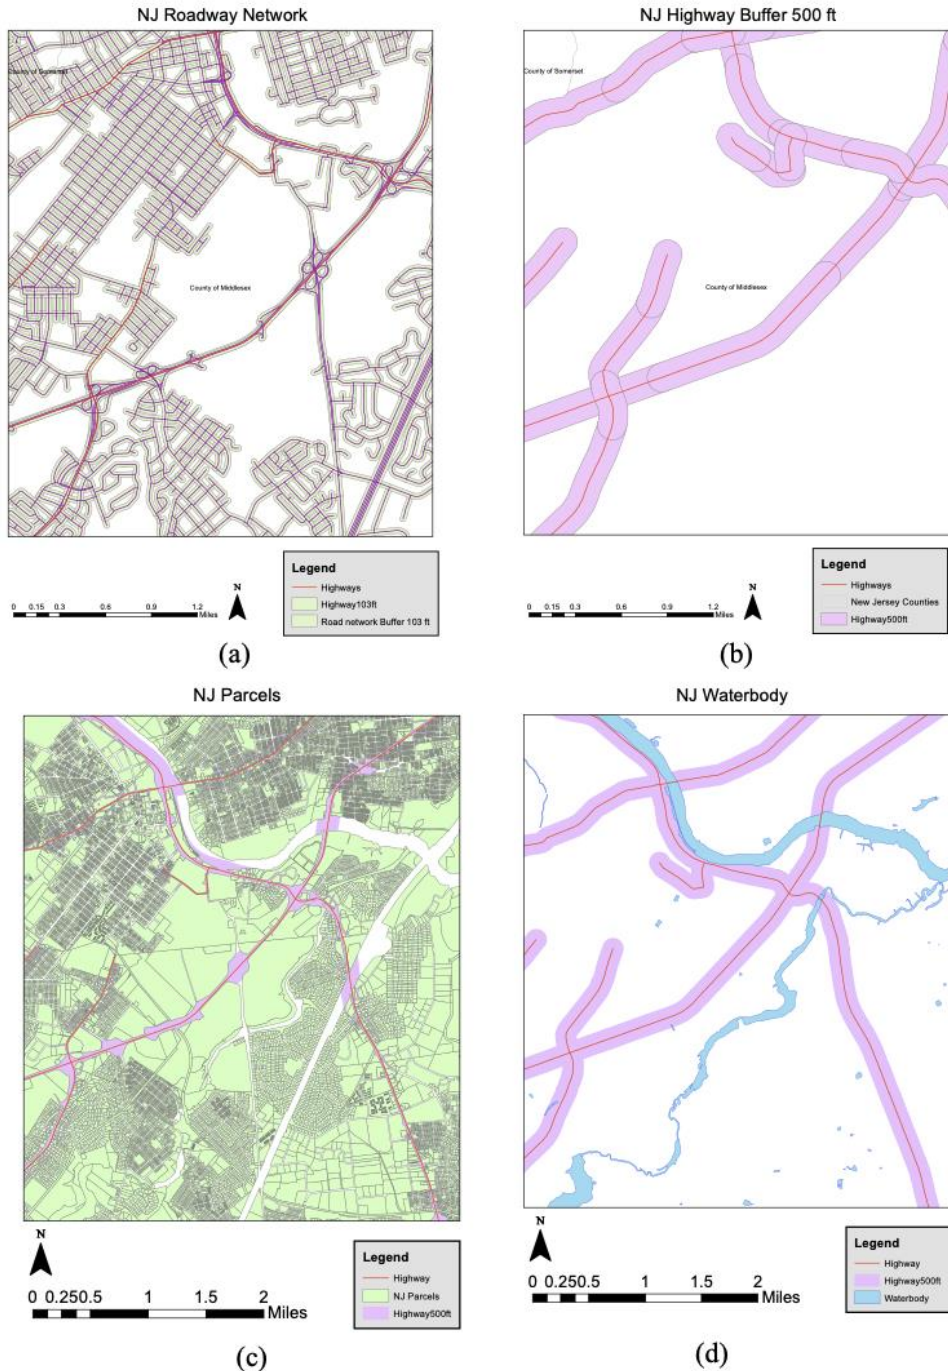 NJ Roadway Network
County of Somerset
County of Middlesex
Legend
Highways
Highway103ft
Road network Buffer 103 ft
N
0 0.15 0.3 0.6 0.9 1.2
Miles
(a)
NJ Highway Buffer 500 ft
County of Somerset
County of Middlesex
Legend
Highways
New Jersey Counties
Highway500ft
N
0 0.15 0.3 0.6 0.9 1.2
Miles
(b)
NJ Parcels
N
Legend
Highway
NJ Parcels
Highway500ft
0 0.250.5 1 1.5 2
Miles
(c)
NJ Waterbody
N
Legend
Highway
Highway500ft
Waterbody
0 0.250.5 1 1.5 2
Miles
(d)